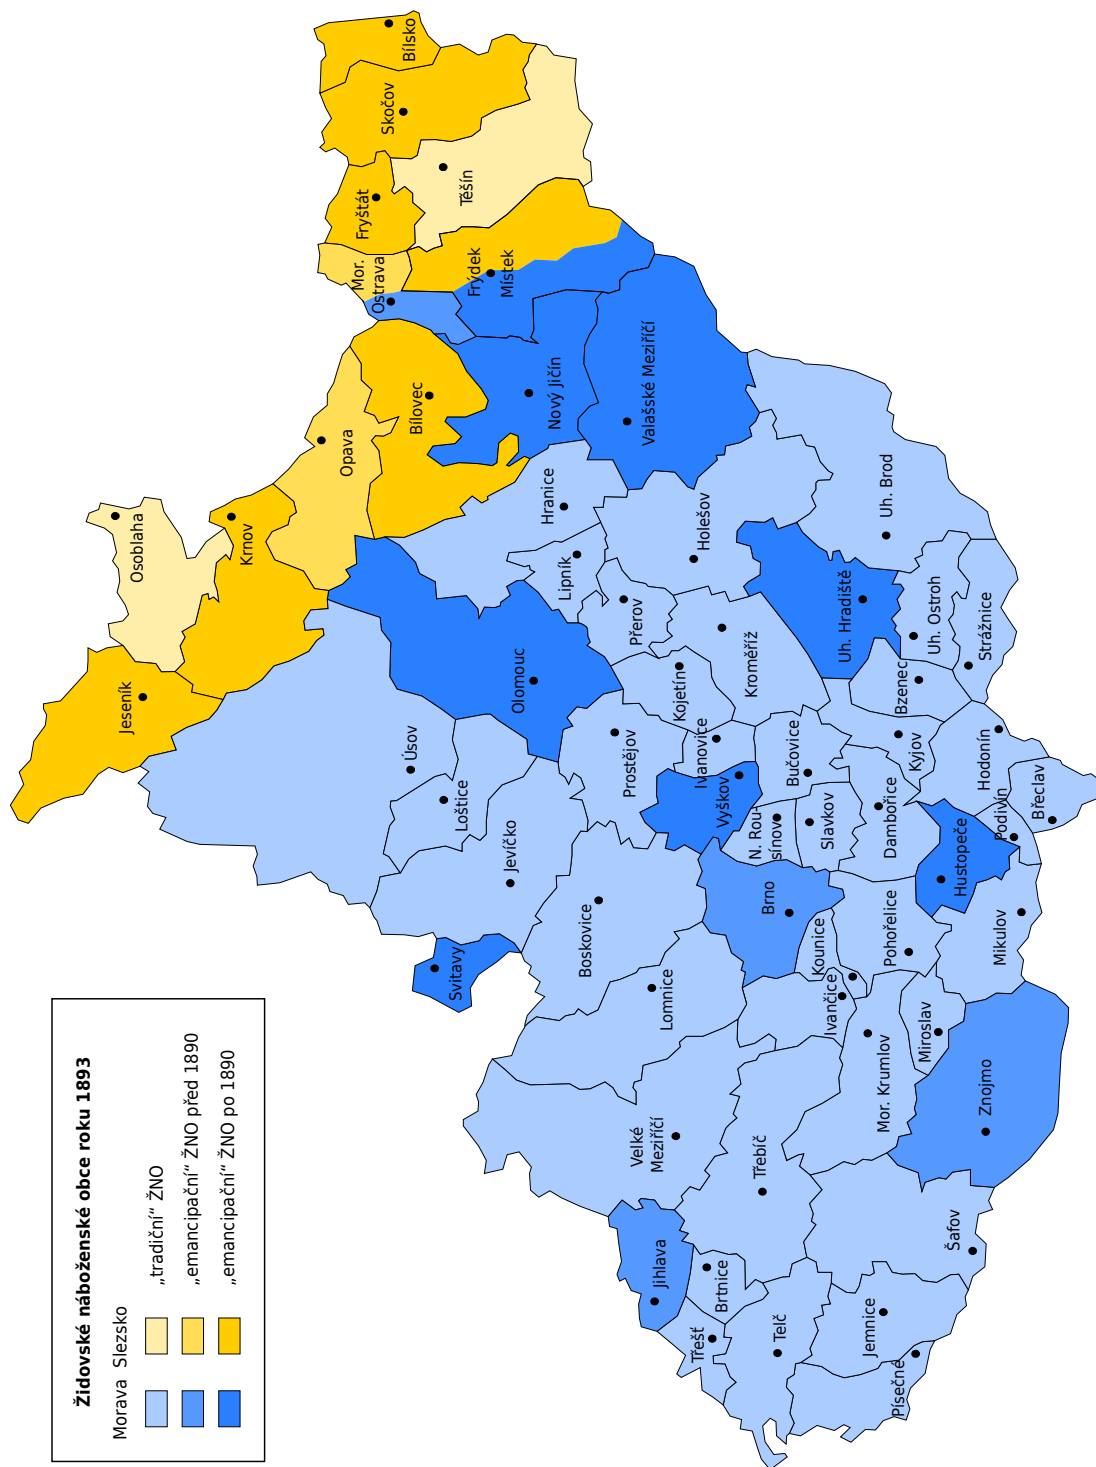 Židovské náboženské obce roku 1893
Morava Slezsko
„tradiční“ ŽNO
„emancipační“ ŽNO před 1890
„emancipační“ ŽNO po 1890
Jeseník
Osoblaha
Krnov
Opava
Bílovec
Mor.
Ostrava
Fryštát
Skočov
Bílsko
Těšín
Frýdek
Místek
Nový Jičín
Valašské Meziříčí
Hranice
Lipník
Přerov
Holešov
Olomouc
Úsov
Loštice
Jevíčko
Svitavy
Boskovice
Prostějov
Kojetín
Kroměříž
Ivanovice
Vyškov
Bučovice
N. Rou-
sínov
Slavkov
Brno
Lomnice
Velké
Meziříčí
Jihlava
Brtnice
Třešť
Telč
Třebíč
Jemnice
Písečné
Šafov
Znojmo
Mor. Krumlov
Miroslav
Ivančice
Kounice
Pohořelice
Mikulov
Hustopeče
Dambořice
Kyjov
Bzenec
Uh. Hradiště
Uh. Brod
Uh. Ostroh
Strážnice
Hodonín
Podivín
Břeclav